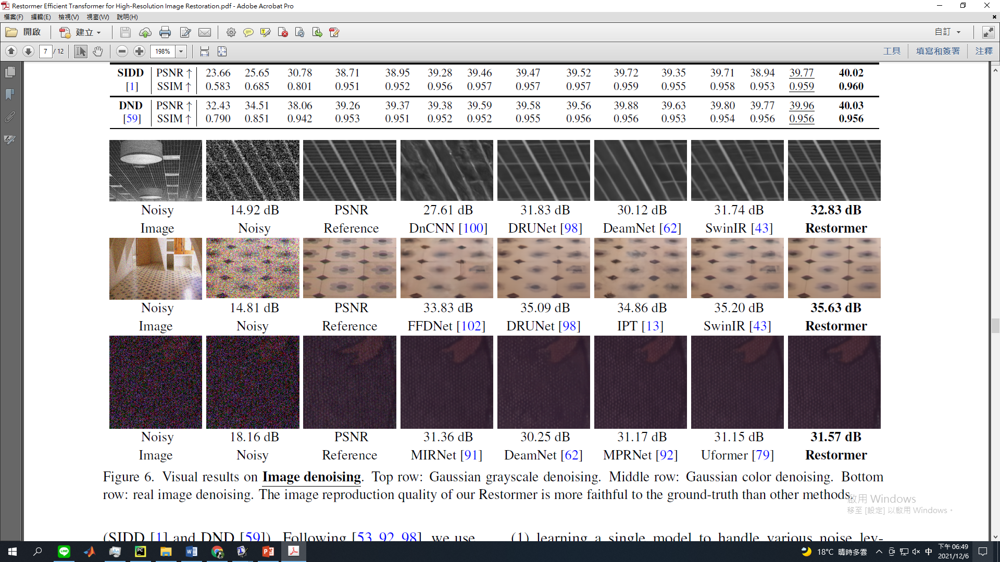 Restormer Efficient Transformer for High-Resolution Image Restoration.pdf - Adobe Acrobat Pro
檔案(F) 編輯(E) 檢視(V) 視窗(W) 說明(H)
開啟 建立 自訂
7 / 12 198% 工具 填寫和簽署 注釋
SIDD PSNR ↑ 23.66 25.65 30.78 38.71 38.95 39.28 39.46 39.47 39.52 39.72 39.35 39.71 38.94 39.77 40.02
[1] SSIM ↑ 0.583 0.685 0.801 0.951 0.952 0.956 0.957 0.957 0.957 0.959 0.955 0.958 0.953 0.959 0.960
DND PSNR ↑ 32.43 34.51 38.06 39.26 39.37 39.38 39.59 39.58 39.56 39.88 39.63 39.80 39.77 39.96 40.03
[59] SSIM ↑ 0.790 0.851 0.942 0.953 0.951 0.952 0.952 0.955 0.956 0.956 0.953 0.954 0.956 0.956 0.956
Noisy 14.92 dB PSNR 27.61 dB 31.83 dB 30.12 dB 31.74 dB 32.83 dB
Image Noisy Reference DnCNN [100] DRUNet [98] DeamNet [62] SwinIR [43] Restormer
Noisy 14.81 dB PSNR 33.83 dB 35.09 dB 34.86 dB 35.20 dB 35.63 dB
Image Noisy Reference FFDNet [102] DRUNet [98] IPT [13] SwinIR [43] Restormer
Noisy 18.16 dB PSNR 31.36 dB 30.25 dB 31.17 dB 31.15 dB 31.57 dB
Image Noisy Reference MIRNet [91] DeamNet [62] MPRNet [92] Uformer [79] Restormer
Figure 6. Visual results on Image denoising. Top row: Gaussian grayscale denoising. Middle row: Gaussian color denoising. Bottom
row: real image denoising. The image reproduction quality of our Restormer is more faithful to the ground-truth than other methods.
啟用 Windows
移至 [設定] 以啟用 Windows。
(SIDD [1] and DND [59]). Following [53, 92, 98], we use
(1) learning a single model to handle various noise lev-
18°C 晴時多雲 中 下午 06:49
2021/12/6